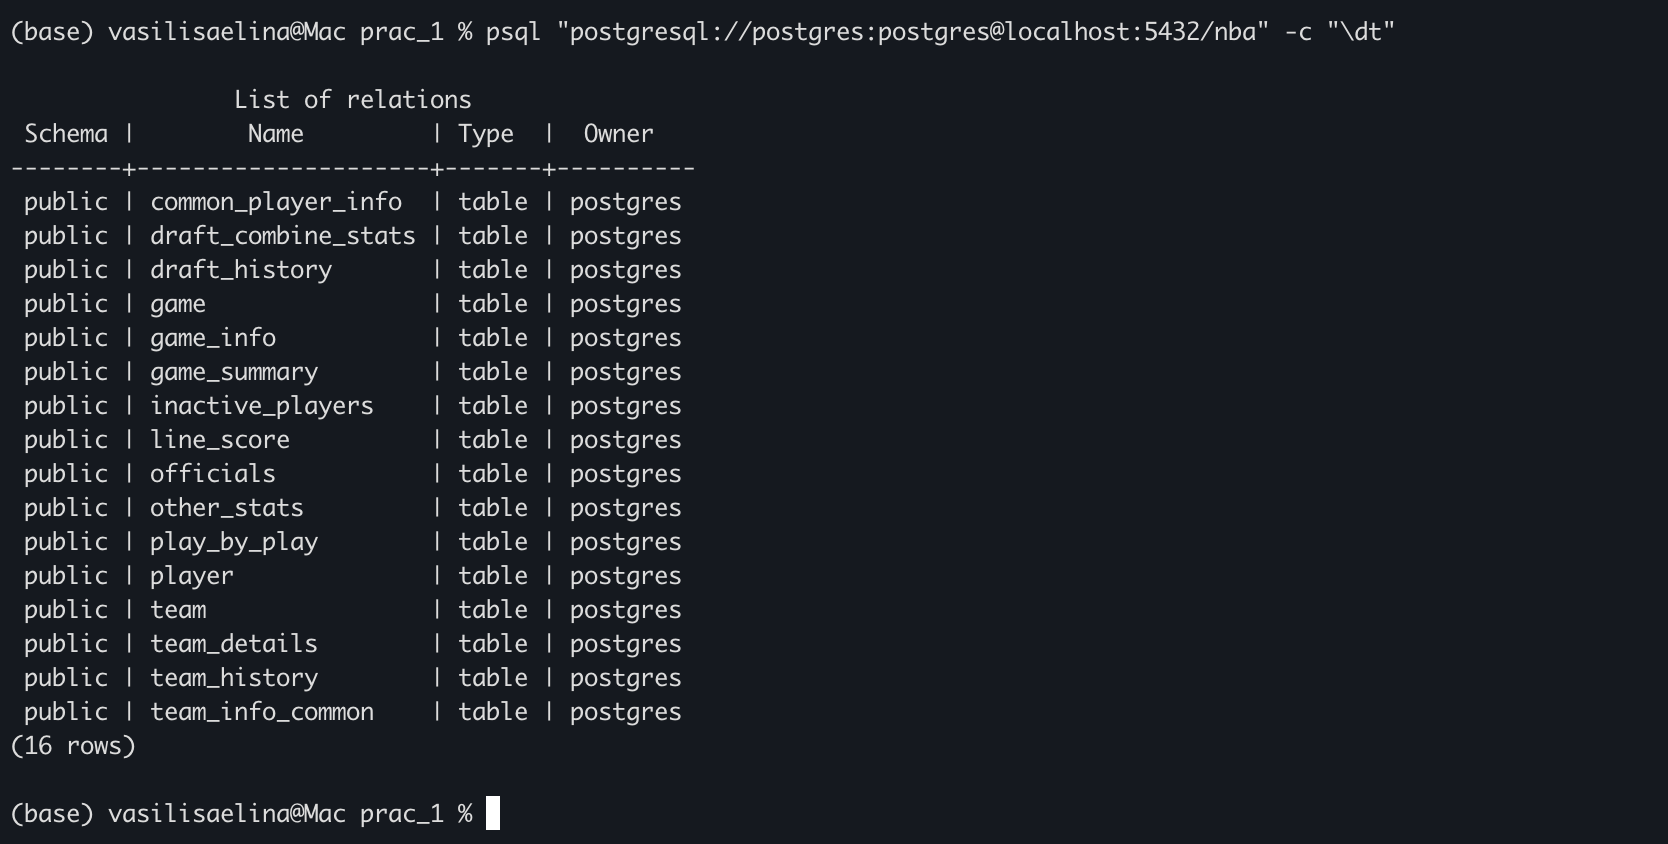 (base) vasilisaelina@Mac prac_1 % psql "postgresql://postgres:postgres@localhost:5432/nba" -c "\dt"
List of relations
Schema | Name | Type | Owner
--------+---------------------+-------+----------
public | common_player_info | table | postgres
public | draft_combine_stats | table | postgres
public | draft_history | table | postgres
public | game | table | postgres
public | game_info | table | postgres
public | game_summary | table | postgres
public | inactive_players | table | postgres
public | line_score | table | postgres
public | officials | table | postgres
public | other_stats | table | postgres
public | play_by_play | table | postgres
public | player | table | postgres
public | team | table | postgres
public | team_details | table | postgres
public | team_history | table | postgres
public | team_info_common | table | postgres
(16 rows)
(base) vasilisaelina@Mac prac_1 %